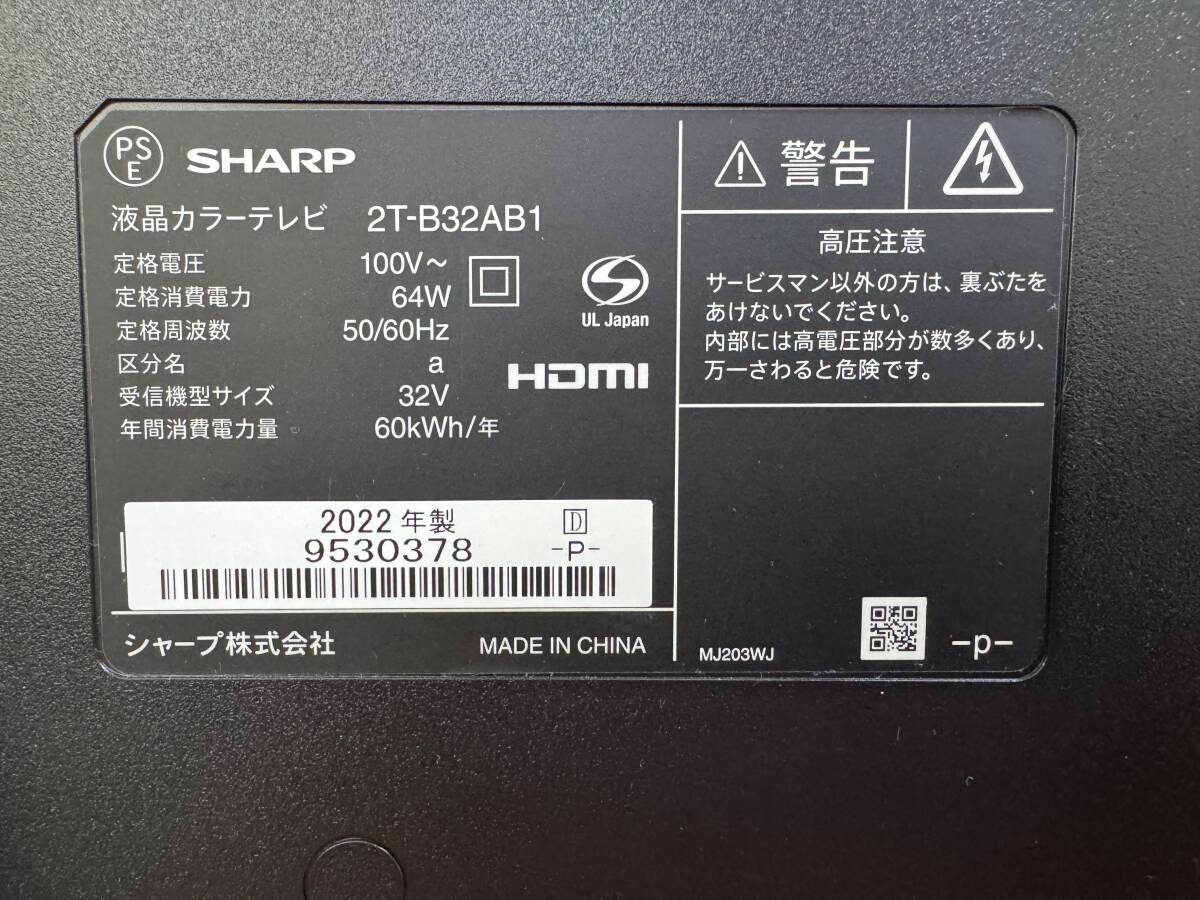 PS
E
SHARP
液晶カラーテレビ 2T-B32AB1
定格電圧 100V～
定格消費電力 64W
定格周波数 50/60Hz
区分名 a
受信機型サイズ 32V
年間消費電力量 60kWh/年
UL Japan
HDMI
2022 年製 D
9530378 -P-
シャープ株式会社 MADE IN CHINA
警告
高圧注意
サービスマン以外の方は、裏ぶたを
あけないでください。
内部には高電圧部分が数多くあり、
万一さわると危険です。
MJ203WJ -p-